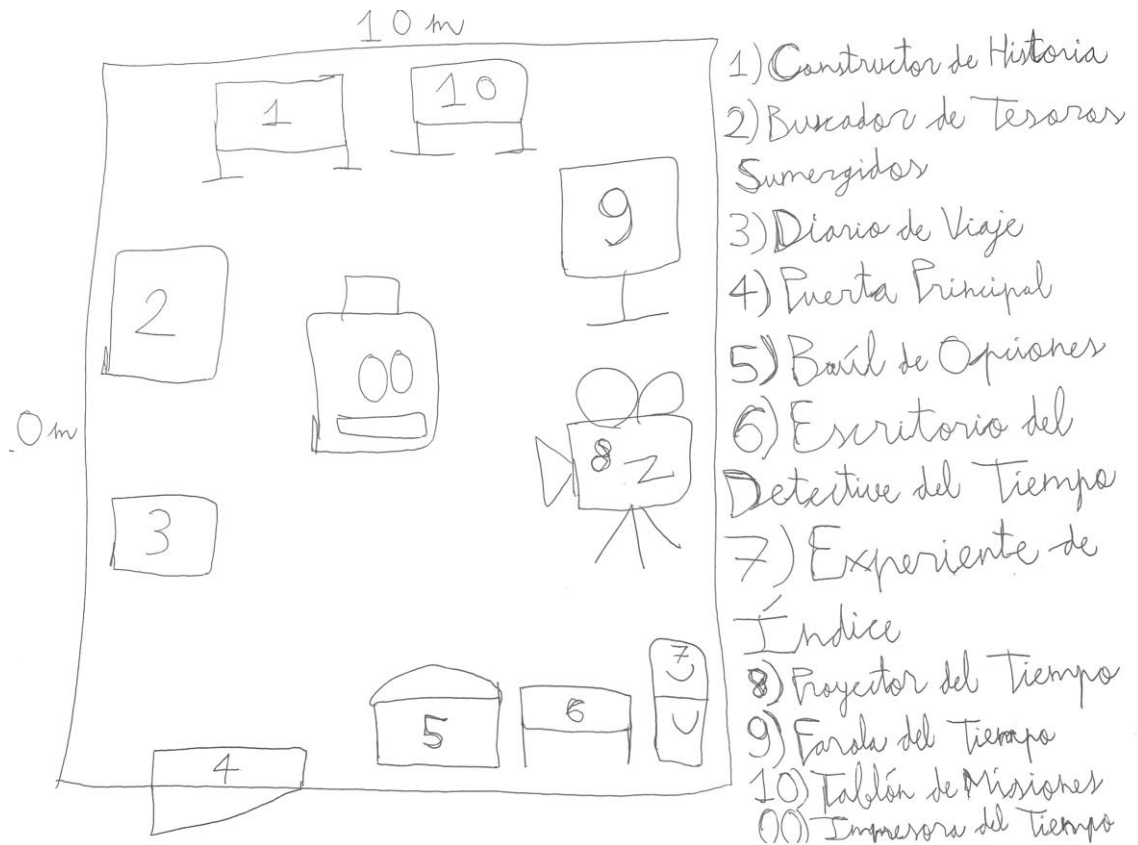 10 m
1) Constructor de Historia
2) Buscador de Tesoros
Sumergidos
3) Diario de Viaje
4) Puerta Principal
5) Baúl de Opciones
6) Escritorio del
Detective del Tiempo
7) Experiente de
Índice
8) Proyector del Tiempo
9) Farola del Tiempo
10) Tablón de Misiones
00) Impresora del Tiempo
1
10
9
2
00
8 Z
0 m
3
7
6
5
4